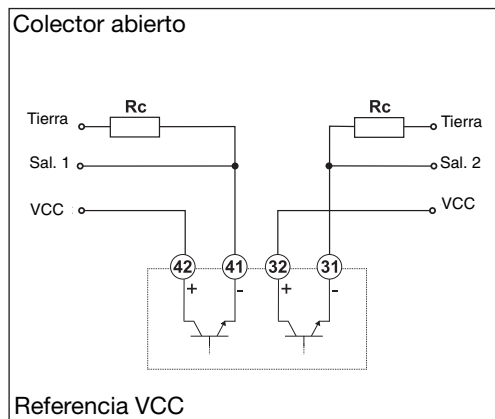 Colector abierto
Rc Rc
Tierra Tierra
Sal. 1 Sal. 2
VCC VCC
42 41 32 31
+ - + -
Referencia VCC